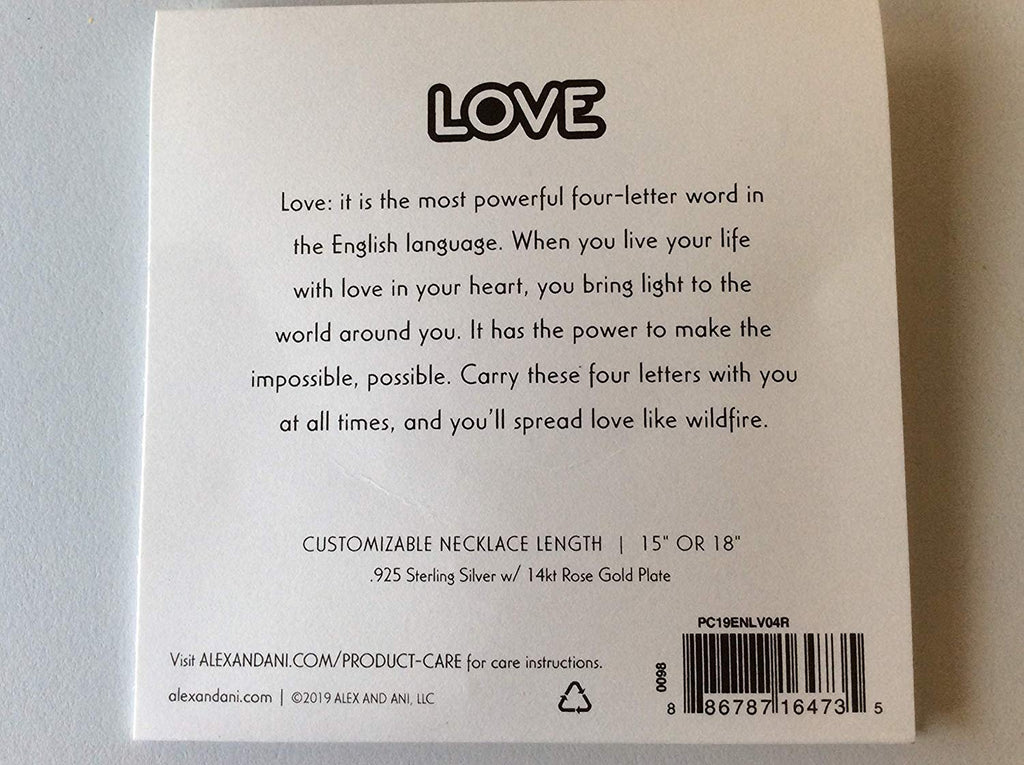 LOVE
Love: it is the most powerful four-letter word in
the English language. When you live your life
with love in your heart, you bring light to the
world around you. It has the power to make the
impossible, possible. Carry these four letters with you
at all times, and you'll spread love like wildfire.
CUSTOMIZABLE NECKLACE LENGTH | 15" OR 18"
.925 Sterling Silver w/ 14kt Rose Gold Plate
Visit ALEXANDANI.COM/PRODUCT-CARE for care instructions.
alexandani.com | ©2019 ALEX AND ANI, LLC
PC19ENLV04R
0098
8 86787 16473 5